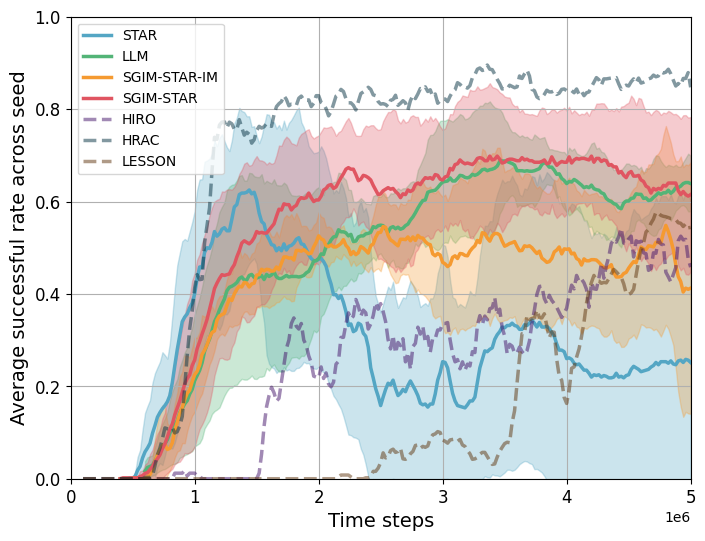 STAR
LLM
SGIM-STAR-IM
SGIM-STAR
HIRO
HRAC
LESSON
Average successful rate across seed
1.0
0.8
0.6
0.4
0.2
0.0
0 1 2 3 4 5
1e6
Time steps